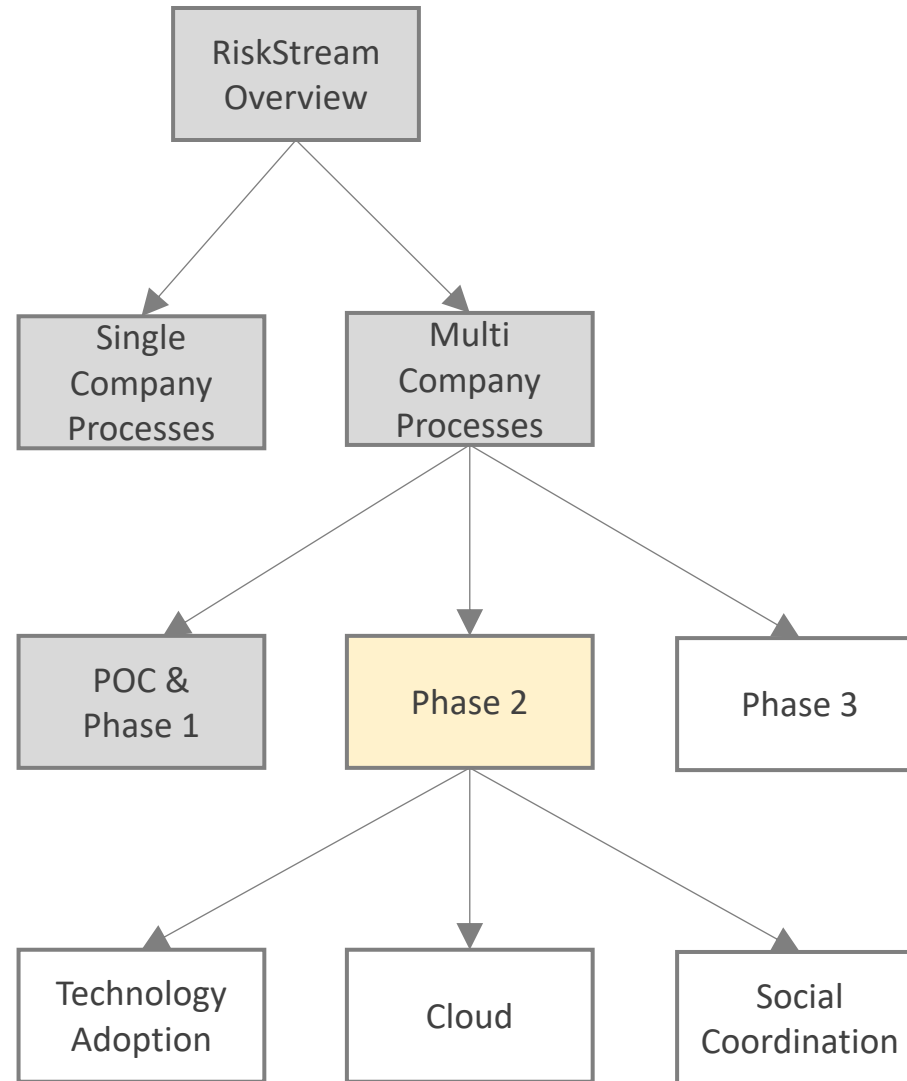 RiskStream
Overview
Single
Company
Processes
Multi
Company
Processes
POC &
Phase 1
Phase 2
Phase 3
Technology
Adoption
Cloud
Social
Coordination